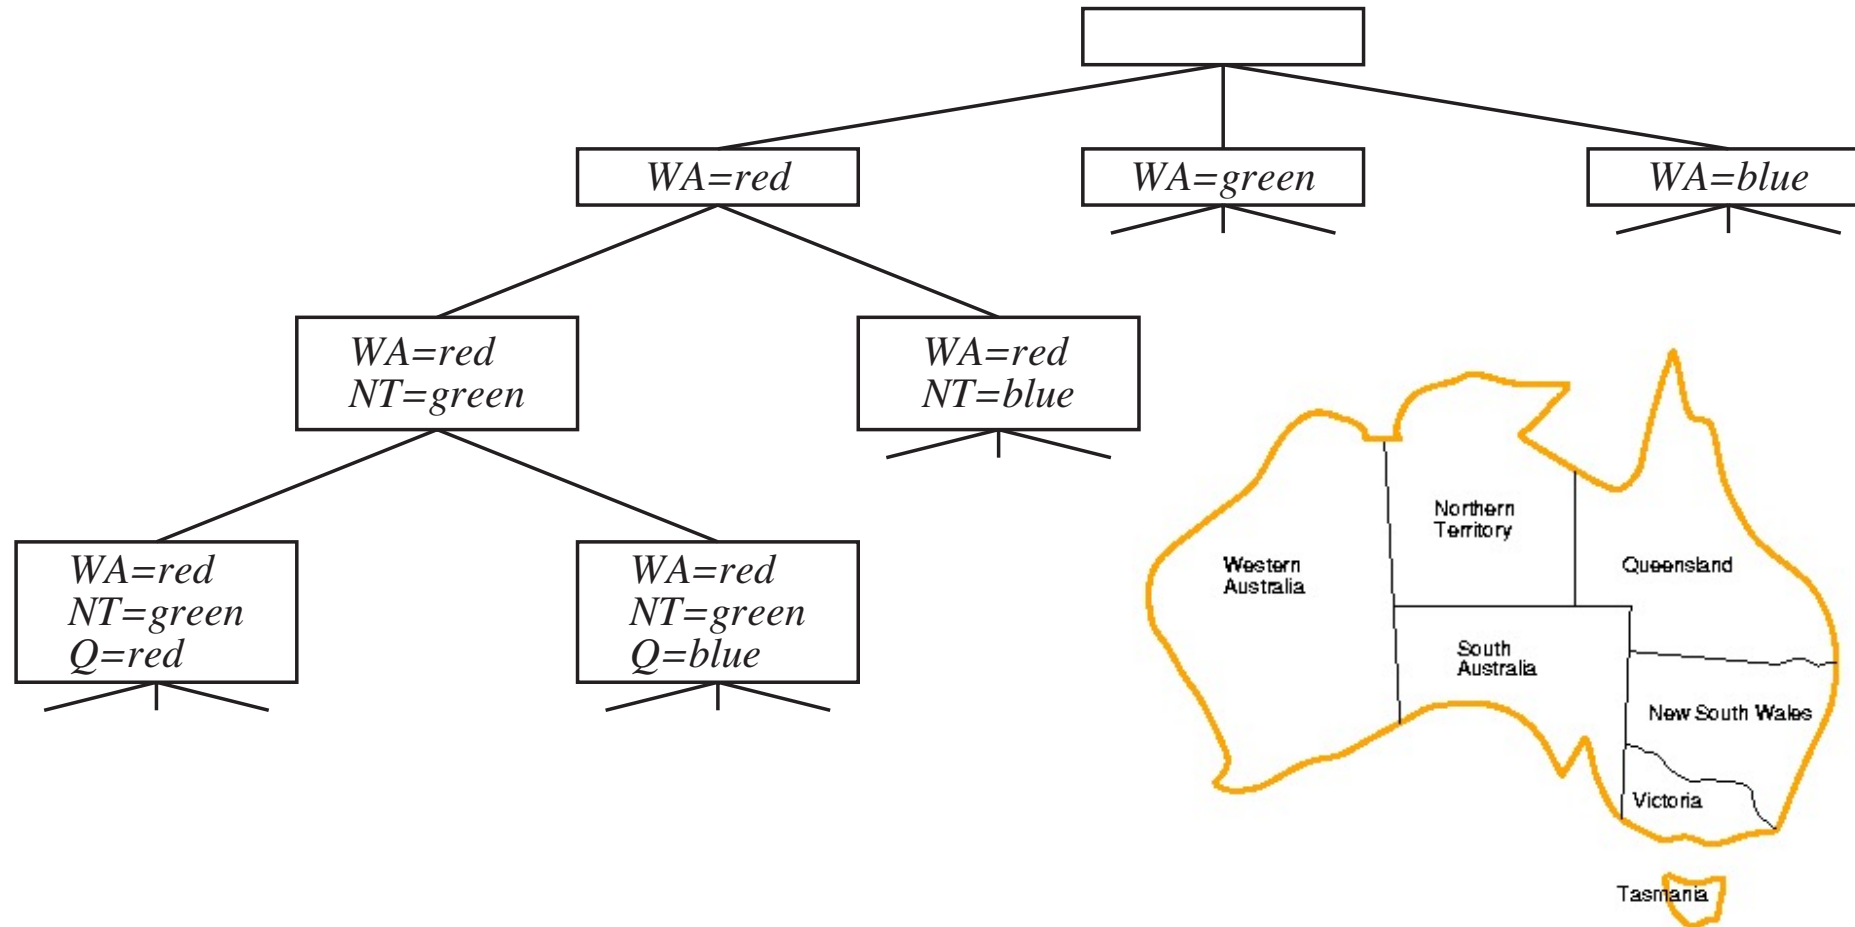 WA=red
WA=green
WA=blue
WA=red
NT=green
WA=red
NT=blue
WA=red
NT=green
Q=red
WA=red
NT=green
Q=blue
Northern
Territory
Western
Australia
Queensland
South
Australia
New South Wales
Victoria
Tasmania